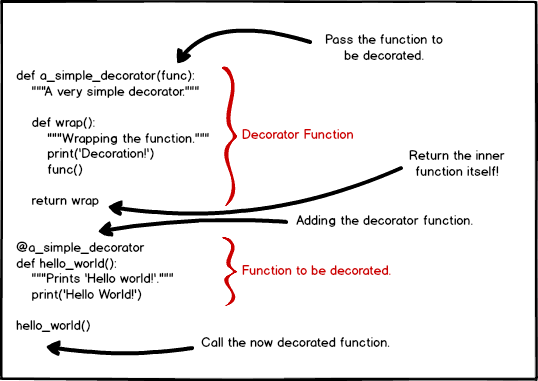 Pass the function to
be decorated.
def a_simple_decorator(func):
"""A very simple decorator."""
def wrap():
"""Wrapping the function."""
print('Decoration!')
func()
Decorator Function
Return the inner
function itself!
return wrap
Adding the decorator function.
@a_simple_decorator
def hello_world():
"""Prints 'Hello world!'."""
print('Hello World!')
Function to be decorated.
hello_world()
Call the now decorated function.